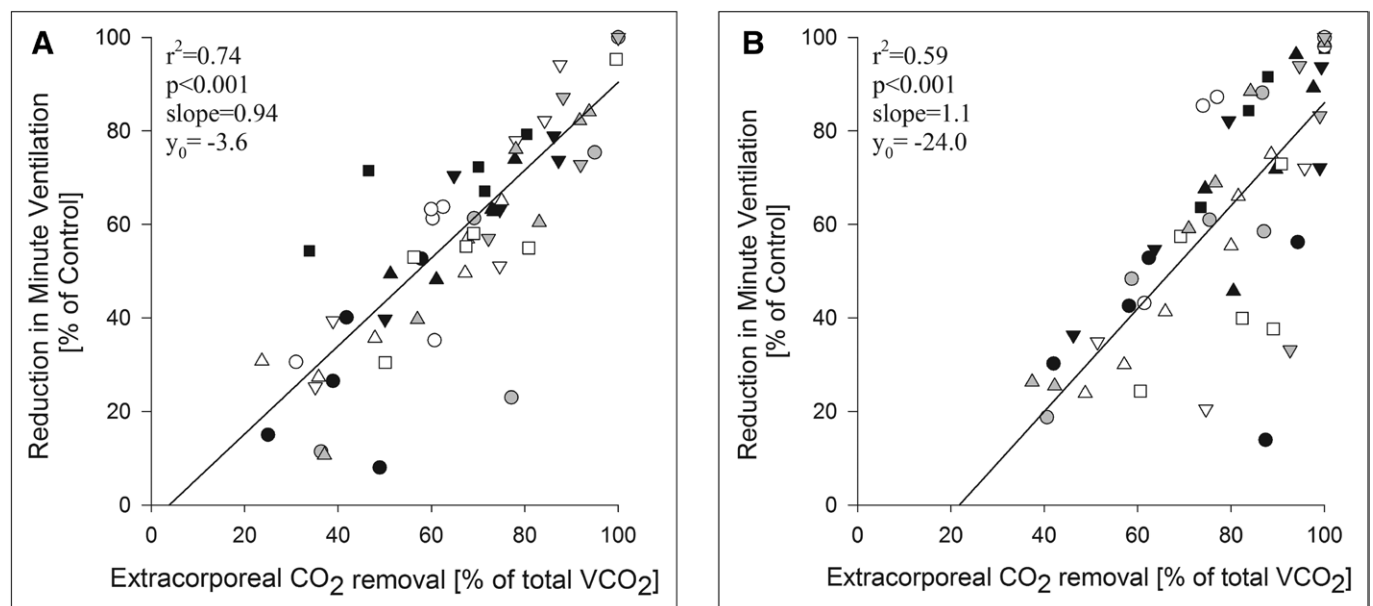 A
r²=0.74
p<0.001
slope=0.94
y₀= -3.6
100
80
60
40
20
0
0 20 40 60 80 100
Reduction in Minute Ventilation
[% of Control]
Extracorporeal CO₂ removal [% of total VCO₂]
B
r²=0.59
p<0.001
slope=1.1
y₀= -24.0
100
80
60
40
20
0
0 20 40 60 80 100
Reduction in Minute Ventilation
[% of Control]
Extracorporeal CO₂ removal [% of total VCO₂]